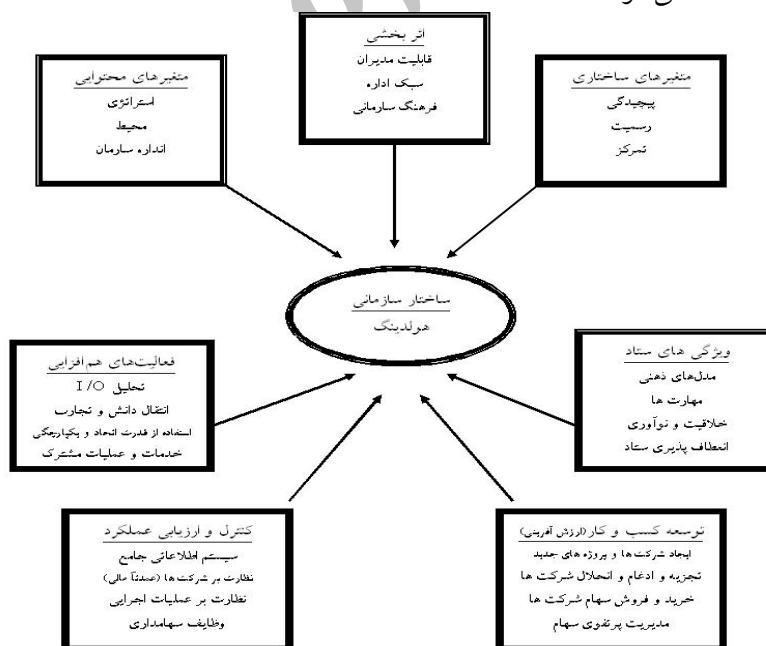 اثر بخشی
قابلیت مدیران
سبک اداره
فرهنگ سازمانی
متغیرهای ساختاری
پیچیدگی
رسمیت
تمرکز
متغیرهای محتوایی
استراتژی
محیط
اندازه سازمان
ساختار سازمانی
هولدینگ
ویژگی های ستاد
مدل‌های ذهنی
مهارت ها
خلاقیت و نوآوری
انعطاف پذیری ستاد
فعالیت‌های هم‌افزایی
تحلیل I/O
انتقال دانش و تجارب
استفاده از قدرت اتحاد و یکپارچگی
خدمات و عملیات مشترک
توسعه کسب و کار (ارزش آفرینی)
ایجاد شرکت ها و پروژه های جدید
تجزیه و ادغام و انحلال شرکت ها
خرید و فروش سهام شرکت ها
مدیریت پرتفوی سهام
کنترل و ارزیابی عملکرد
سیستم اطلاعاتی جامع
نظارت بر شرکت ها (عمدتاً مالی)
نظارت بر عملیات اجرایی
وظایف سهامداری